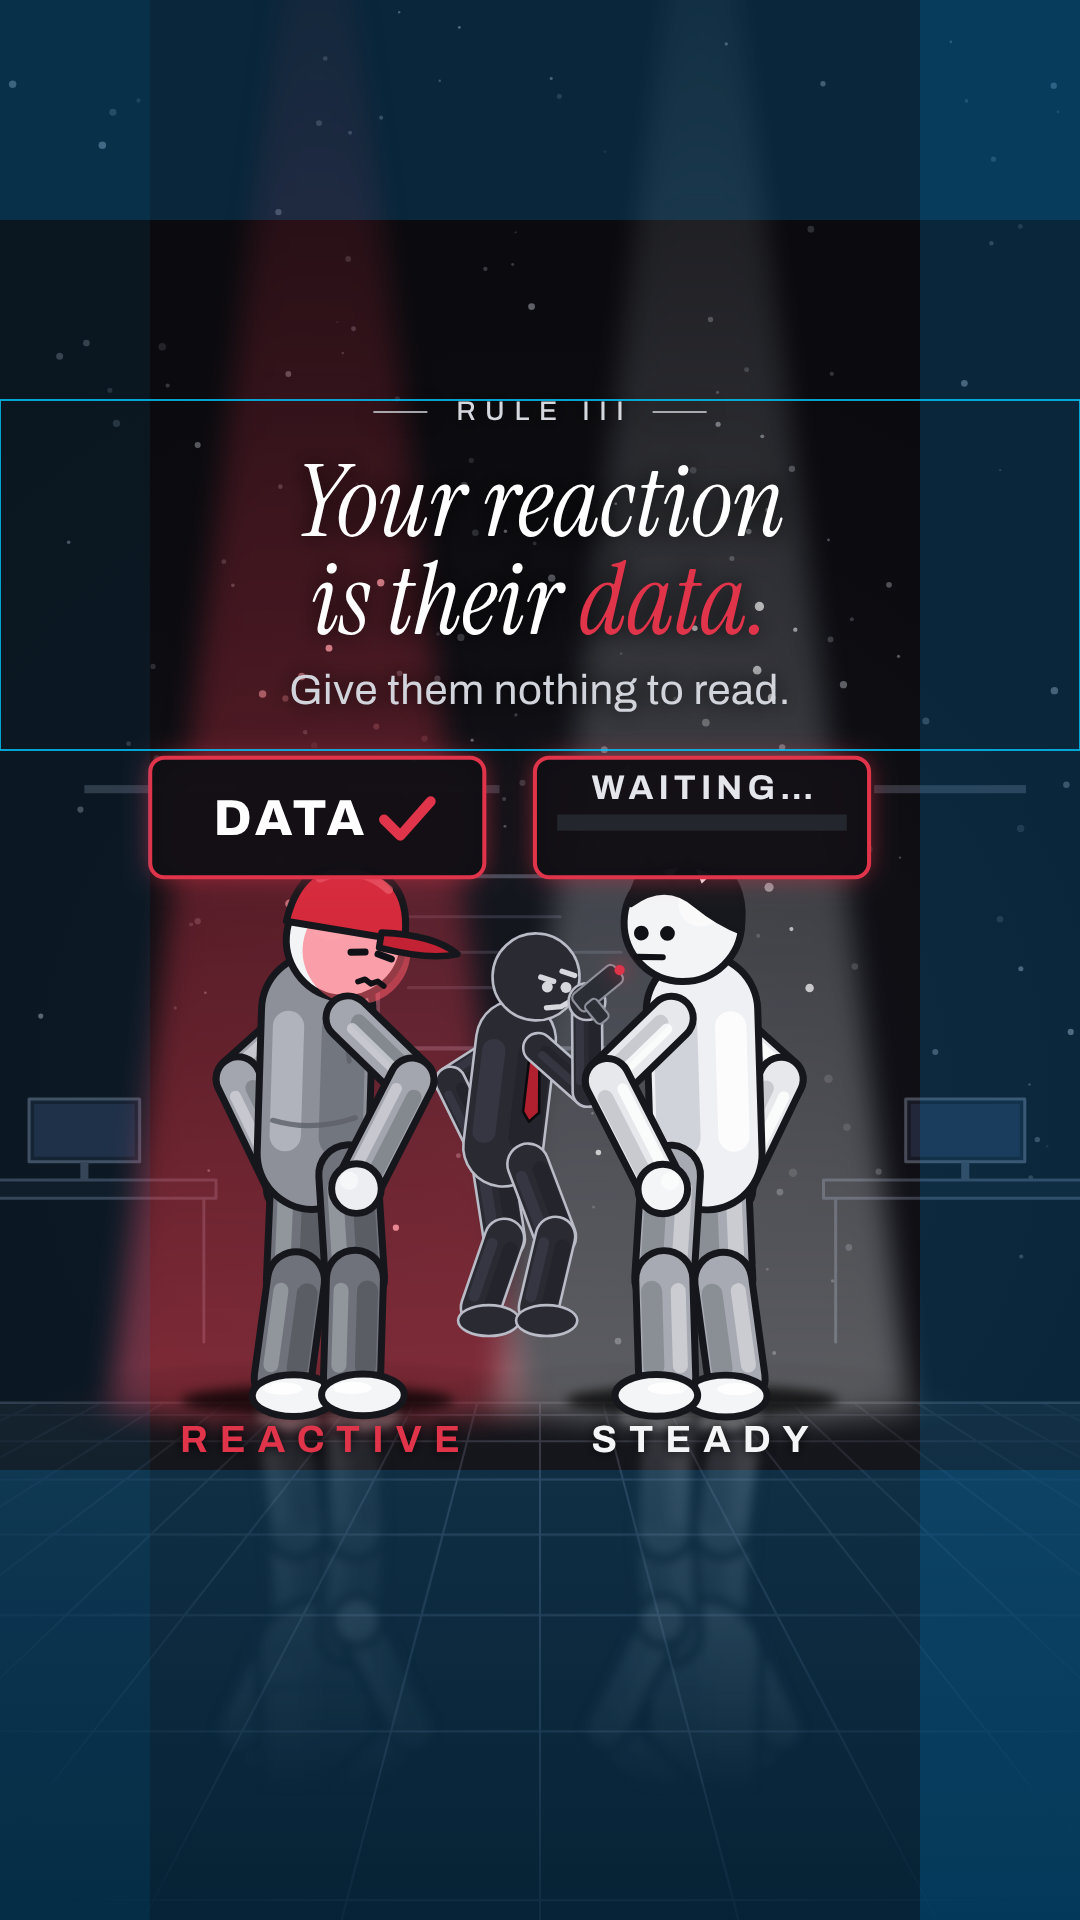 RULE III
Your reaction
is their data.
Give them nothing to read.
DATA
WAITING...
REACTIVE
STEADY